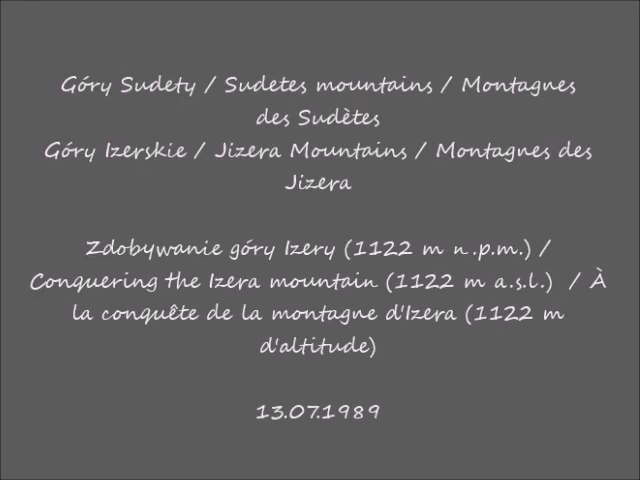 Góry Sudety / Sudetes mountains / Montagnes
des Sudètes
Góry Izerskie / Jizera Mountains / Montagnes des
Jizera
Zdobywanie góry Izery (1122 m n.p.m.) /
Conquering the Izera mountain (1122 m a.s.l.) / À
la conquête de la montagne d'Izera (1122 m
d'altitude)
13.07.1989